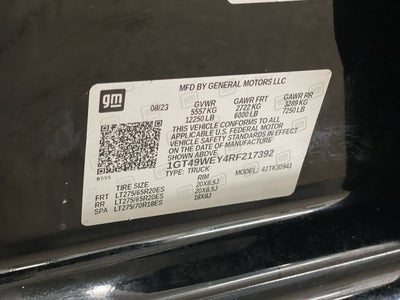 gm
MFD BY GENERAL MOTORS LLC
08/23 GVWR GAWR FRT GAWR RR
5557 KG 2722 KG 3289 KG
12250 LB 6000 LB 7250 LB
THIS VEHICLE CONFORMS TO ALL
APPLICABLE U.S. FEDERAL MOTOR
VEHICLE SAFETY STANDARDS IN EFFECT
ON THE DATE OF MANUFACTURE
SHOWN ABOVE.
1GT49WEY4RF217392
TYPE: TRUCK MODEL: 42TK30943
BSS5
TIRE SIZE RIM
FRT LT275/65R20ES 20X8.5J
RR LT275/65R20ES 20X8.5J
SPA LT275/70R18ES 18X8J